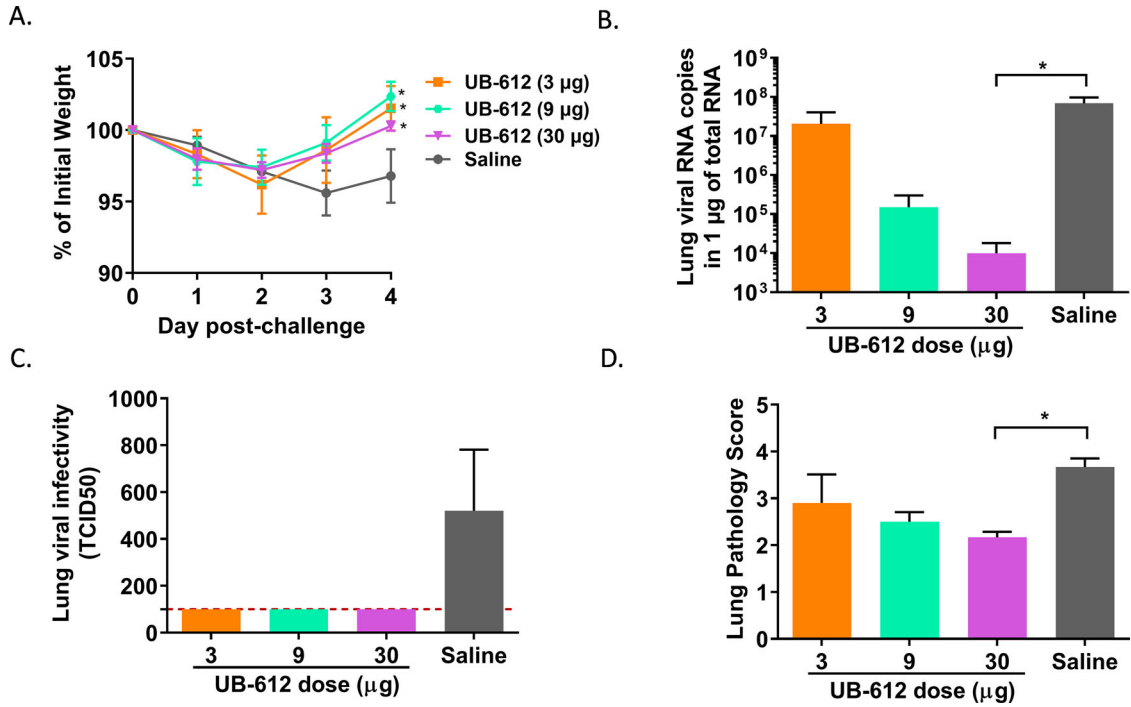 A.
% of Initial Weight
105
100
95
90
0 1 2 3 4
Day post-challenge
UB-612 (3 µg)
UB-612 (9 µg)
UB-612 (30 µg)
Saline
*
*
*
B.
Lung viral RNA copies
in 1 µg of total RNA
10⁹
10⁸
10⁷
10⁶
10⁵
10⁴
10³
*
3 9 30 Saline
UB-612 dose (µg)
C.
Lung viral infectivity
(TCID50)
1000
800
600
400
200
0
3 9 30 Saline
UB-612 dose (µg)
D.
Lung Pathology Score
5
4
3
2
1
0
*
3 9 30 Saline
UB-612 dose (µg)